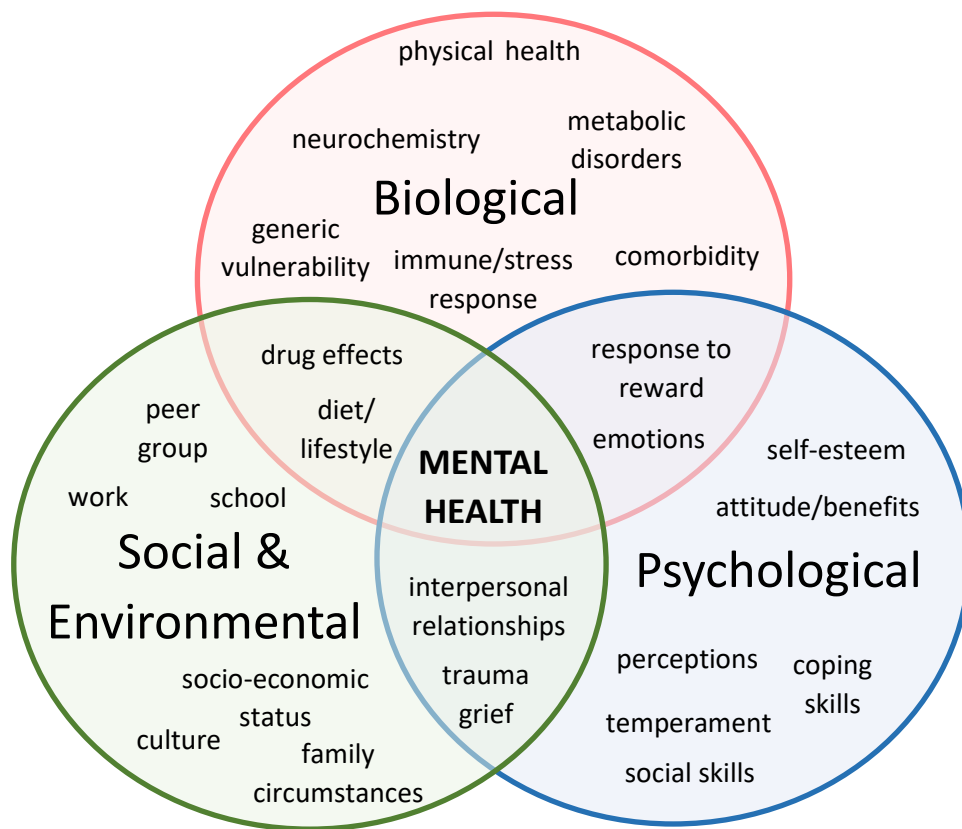 physical health
neurochemistry
metabolic
disorders
Biological
generic
vulnerability
immune/stress
response
comorbidity
drug effects
diet/
lifestyle
response to
reward
emotions
MENTAL
HEALTH
peer
group
work
school
Social &
Environmental
socio-economic
status
culture
family
circumstances
interpersonal
relationships
trauma
grief
self-esteem
attitude/benefits
Psychological
perceptions
coping
skills
temperament
social skills